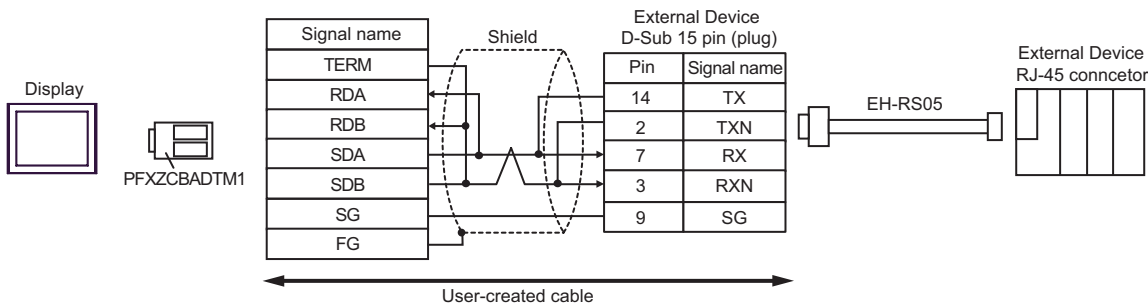 Display
PFXZCBADTM1
Signal name
TERM
RDA
RDB
SDA
SDB
SG
FG
Shield
External Device
D-Sub 15 pin (plug)
Pin Signal name
14 TX
2 TXN
7 RX
3 RXN
9 SG
EH-RS05
External Device
RJ-45 conncetor
User-created cable